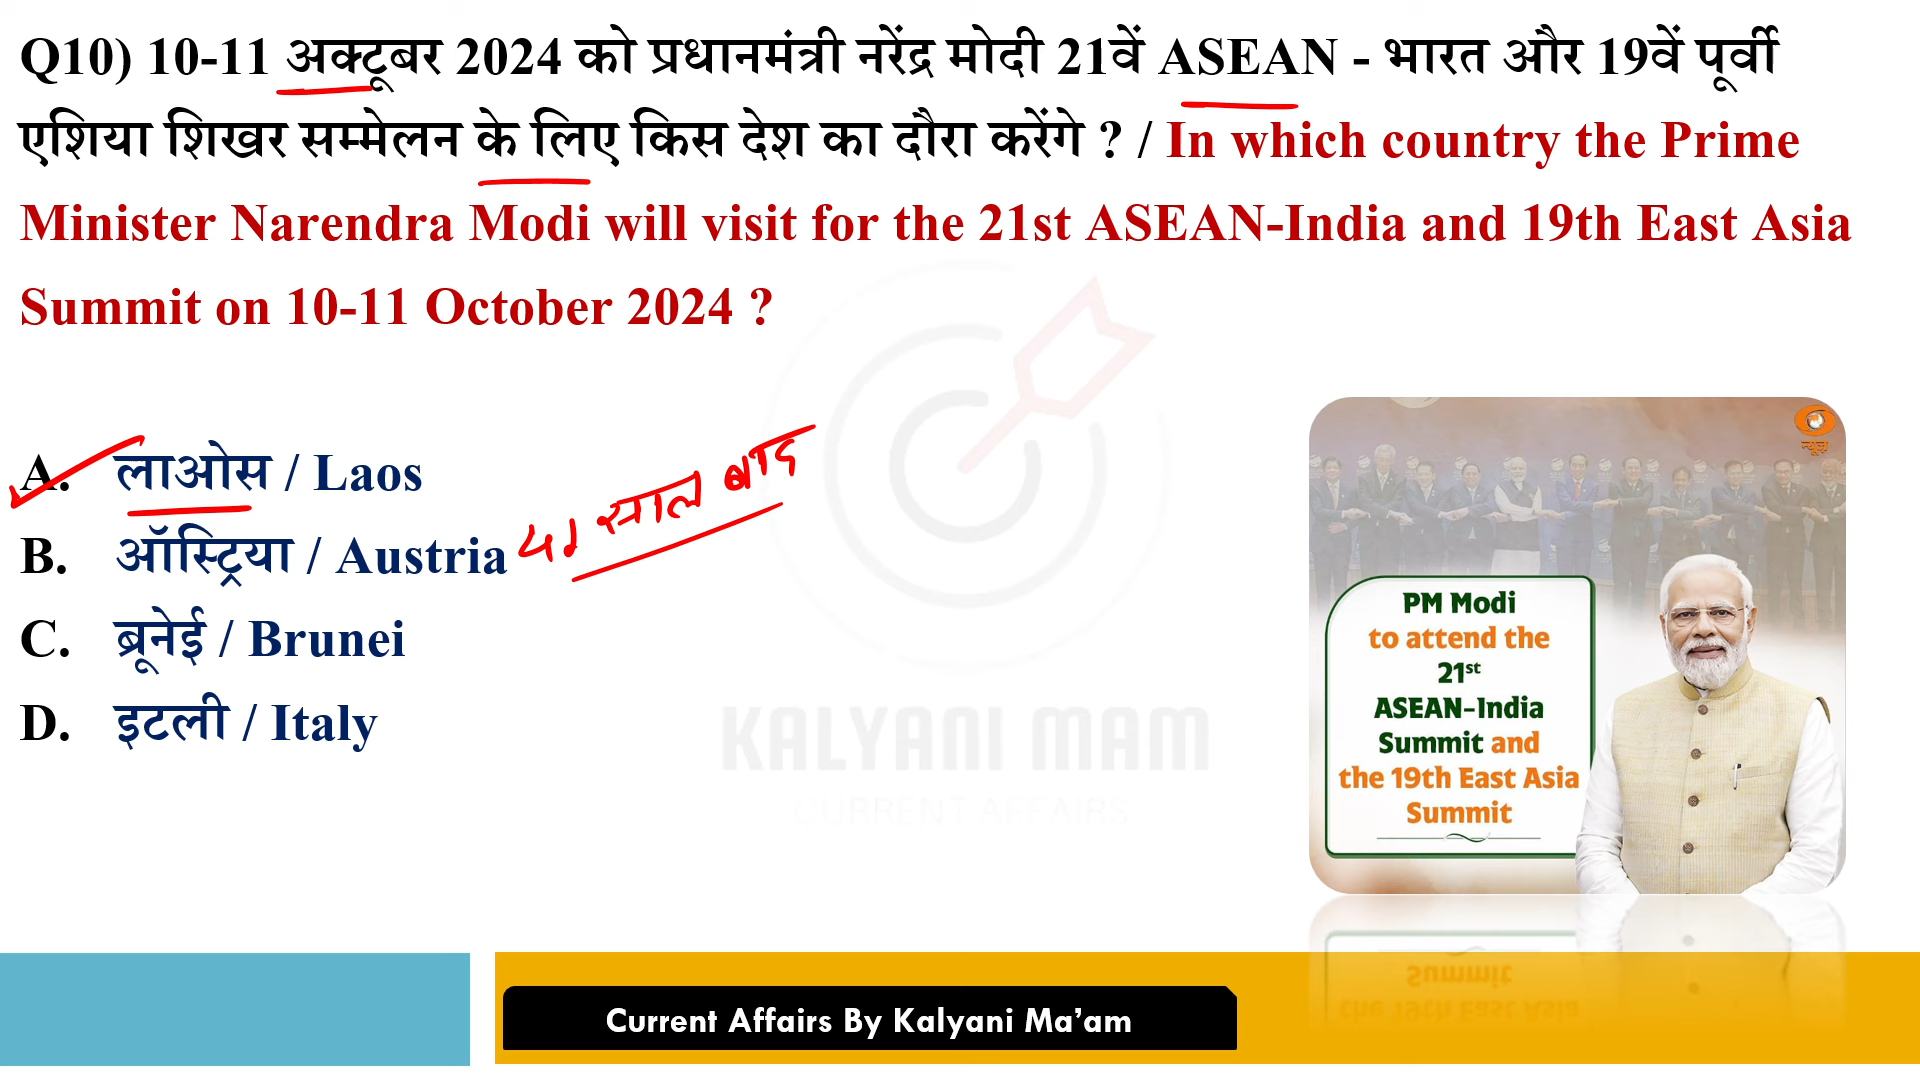 Q10) 10-11 अक्टूबर 2024 को प्रधानमंत्री नरेंद्र मोदी 21वें ASEAN - भारत और 19वें पूर्वी
एशिया शिखर सम्मेलन के लिए किस देश का दौरा करेंगे ? / In which country the Prime
Minister Narendra Modi will visit for the 21st ASEAN-India and 19th East Asia
Summit on 10-11 October 2024 ?
A. लाओस / Laos
B. ऑस्ट्रिया / Austria
41 साल बाद
C. ब्रूनेई / Brunei
D. इटली / Italy
न्यूज़
PM Modi
to attend the
21st
ASEAN-India
Summit and
the 19th East Asia
Summit
KALYANI MAM
CURRENT AFFAIRS
Current Affairs By Kalyani Ma’am